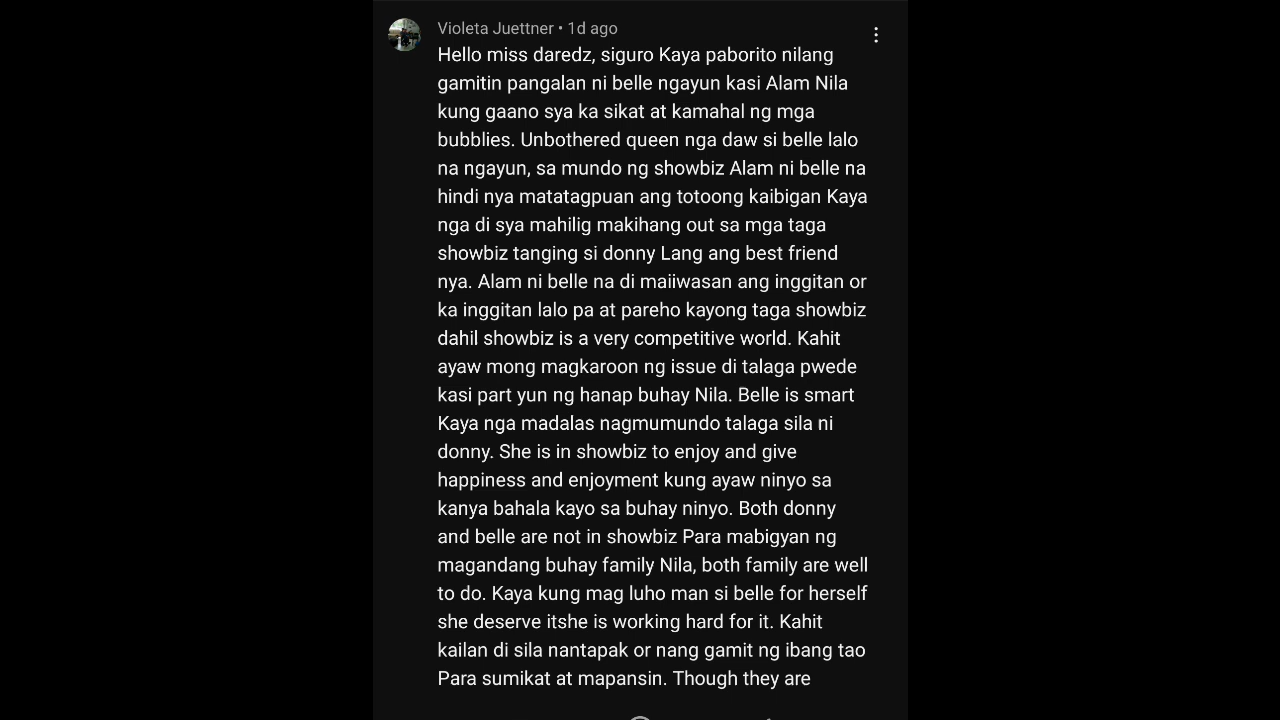 Violeta Juettner • 1d ago
Hello miss daredz, siguro Kaya paborito nilang
gamitin pangalan ni belle ngayun kasi Alam Nila
kung gaano sya ka sikat at kamahal ng mga
bubblies. Unbothered queen nga daw si belle lalo
na ngayun, sa mundo ng showbiz Alam ni belle na
hindi nya matatagpuan ang totoong kaibigan Kaya
nga di sya mahilig makihang out sa mga taga
showbiz tanging si donny Lang ang best friend
nya. Alam ni belle na di maiiwasan ang inggitan or
ka inggitan lalo pa at pareho kayong taga showbiz
dahil showbiz is a very competitive world. Kahit
ayaw mong magkaroon ng issue di talaga pwede
kasi part yun ng hanap buhay Nila. Belle is smart
Kaya nga madalas nagmumundo talaga sila ni
donny. She is in showbiz to enjoy and give
happiness and enjoyment kung ayaw ninyo sa
kanya bahala kayo sa buhay ninyo. Both donny
and belle are not in showbiz Para mabigyan ng
magandang buhay family Nila, both family are well
to do. Kaya kung mag luho man si belle for herself
she deserve itshe is working hard for it. Kahit
kailan di sila nantapak or nang gamit ng ibang tao
Para sumikat at mapansin. Though they are